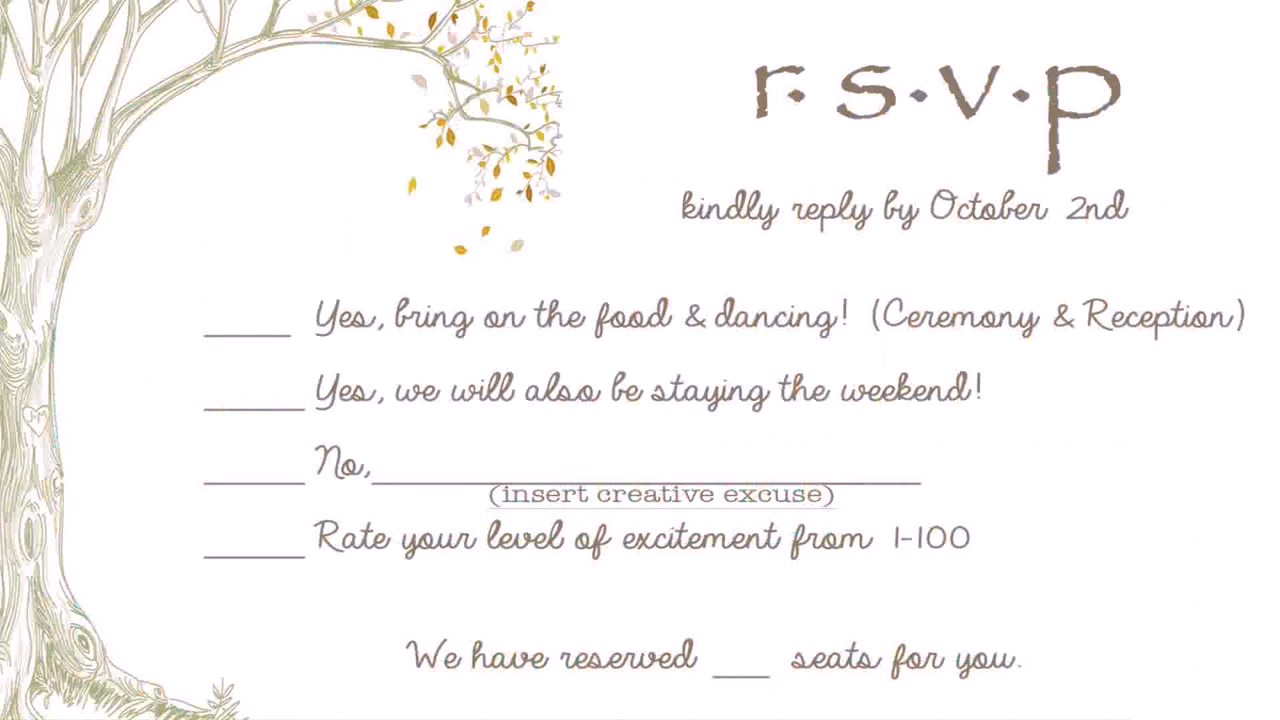 r·s·v·p
kindly reply by October 2nd
_____ Yes, bring on the food & dancing! (Ceremony & Reception)
_____ Yes, we will also be staying the weekend!
_____ No,_______________
(insert creative excuse)
_____ Rate your level of excitement from 1-100
We have reserved ___ seats for you.